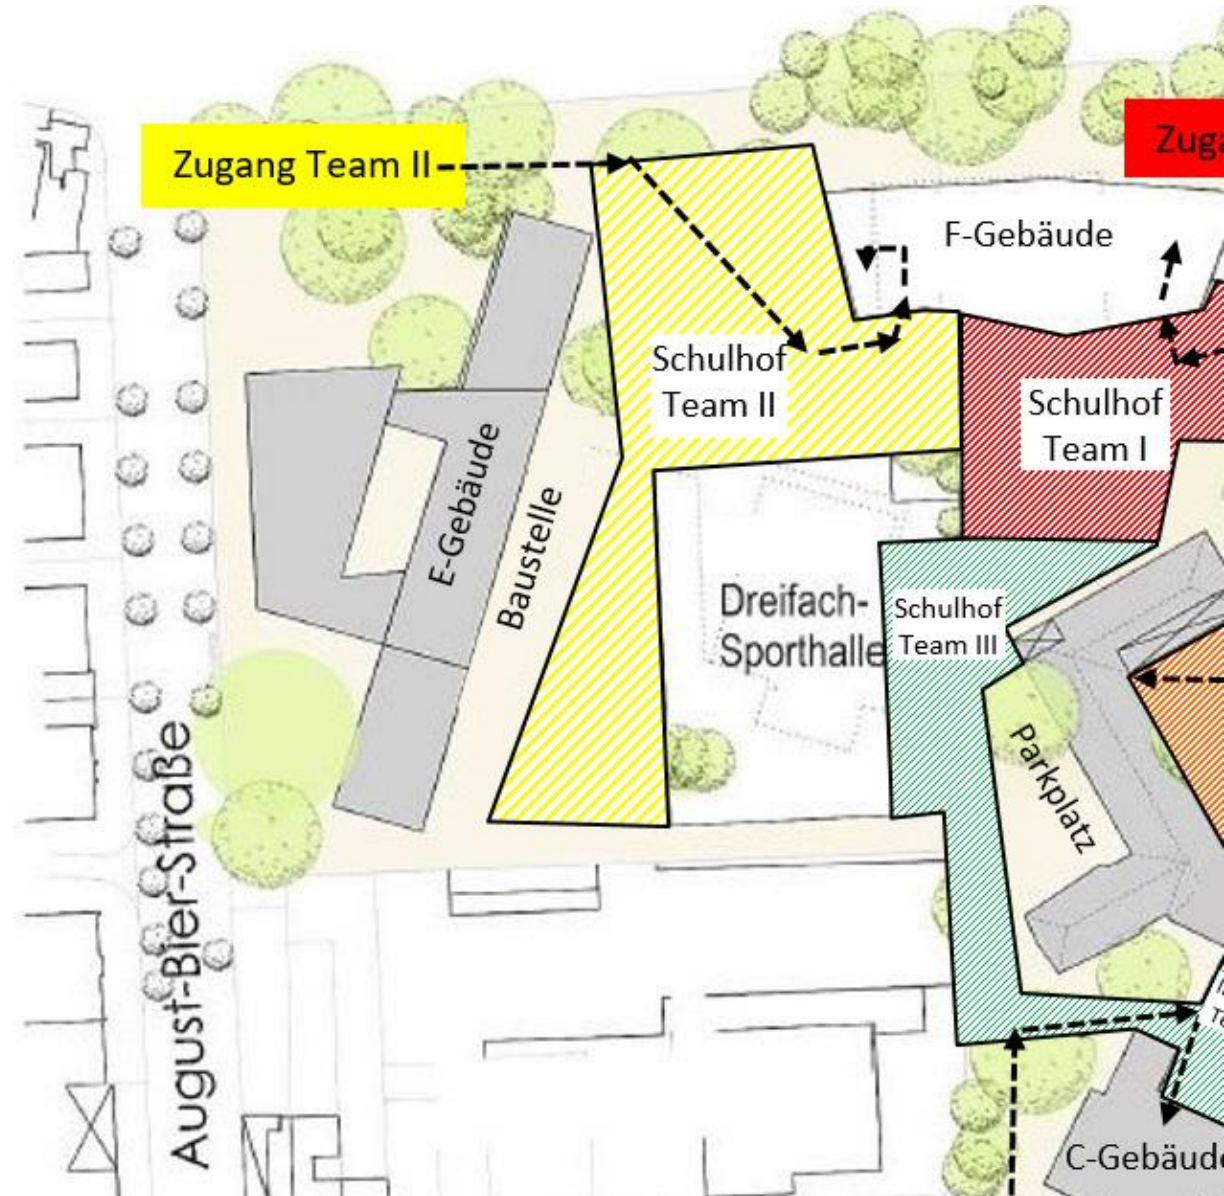 Zugang Team II
Zuga
F-Gebäude
Schulhof
Team II
Schulhof
Team I
E-Gebäude
Baustelle
Dreifach-
Sporthalle
Schulhof
Team III
Parkplatz
August-Bier-Straße
C-Gebäude